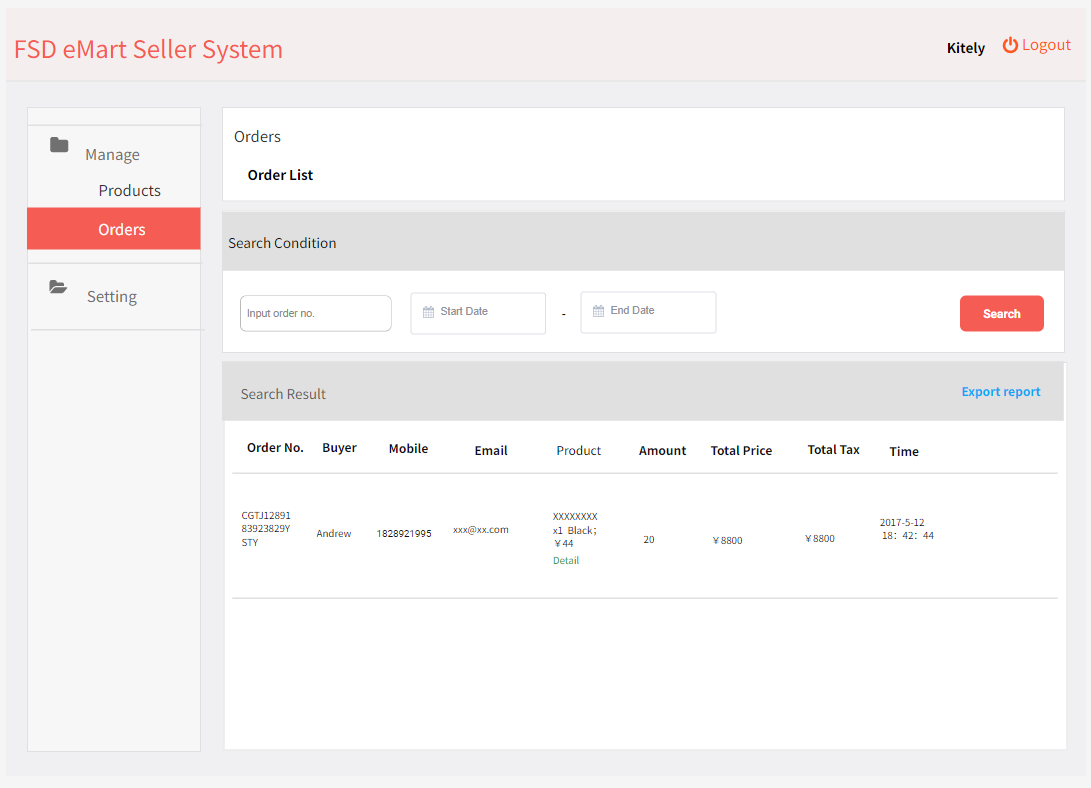 FSD eMart Seller System
Kitely
Logout
Manage
Products
Orders
Setting
Orders
Order List
Search Condition
Input order no.
Start Date
-
End Date
Search
Search Result
Export report
Order No. Buyer Mobile Email Product Amount Total Price Total Tax Time
CGTJ12891
83923829Y
STY
Andrew
1828921995
xxx@xx.com
XXXXXXXX
x1 Black；
￥44
Detail
20
￥8800
￥8800
2017-5-12
18：42：44